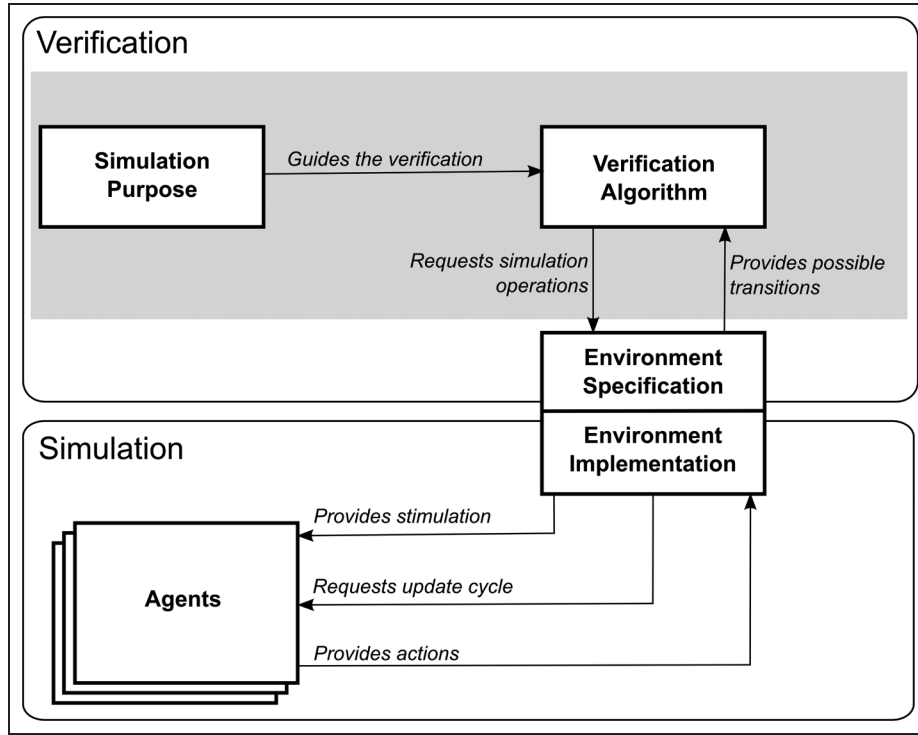 Verification
Simulation
Purpose
Guides the verification
Verification
Algorithm
Requests simulation
operations
Provides possible
transitions
Environment
Specification
Simulation
Environment
Implementation
Provides stimulation
Agents
Requests update cycle
Provides actions